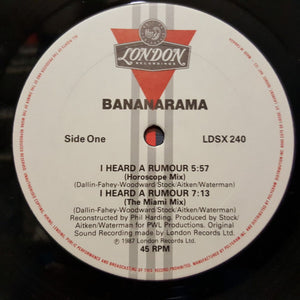 LONDON
RECORDINGS
BANANARAMA
Side One
LDSX 240
I HEARD A RUMOUR 5:57
(Horoscope Mix)
(Dallin-Fahey-Woodward Stock/Aitken/Waterman)
I HEARD A RUMOUR 7:13
(The Miami Mix)
(Dallin-Fahey-Woodward Stock/Aitken/Waterman)
Reconstructed by Phil Harding. Produced by Stock/
Aitken/Waterman for PWL Productions. Original
Sound Recording made by London Records Ltd.
℗ 1987 London Records Ltd.
45 RPM